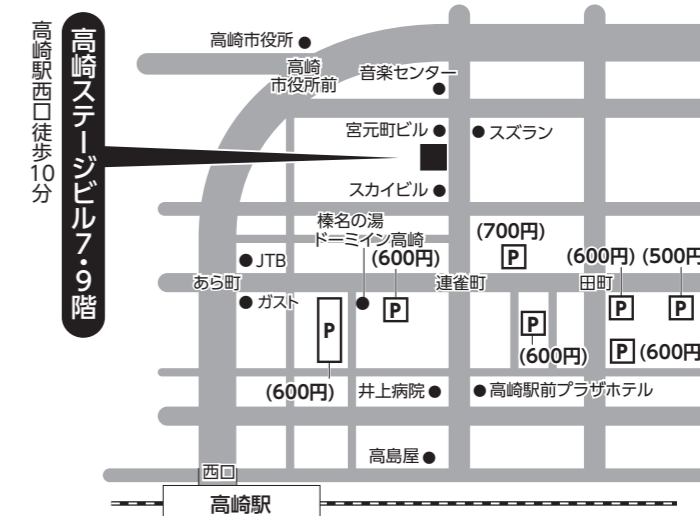 高崎ステージビル7・9階
高崎駅西口徒歩10分
高崎市役所
高崎
市役所前
音楽センター
宮元町ビル
スズラン
スカイビル
榛名の湯
ドーミイン高崎
(700円)
P
JTB
(600円)
P
(600円)
P
(500円
P
あら町
連雀町
田町
ガスト
P
(600円)
P
(600円)
P
(600円
井上病院
高崎駅前プラザホテル
高島屋
西口
高崎駅